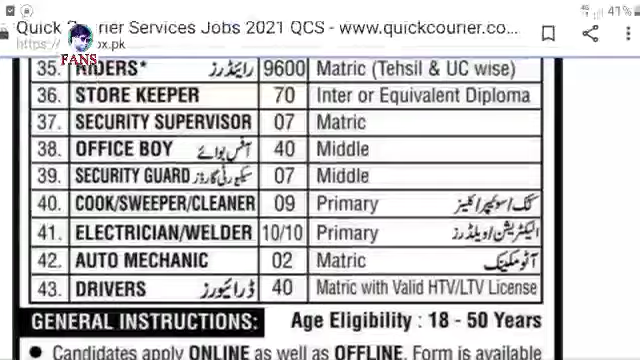 4G 41%
Quick Courier Services Jobs 2021 QCS - www.quickcourier.co...
https:// ox.pk
FANS
35. RIDERS* رائیڈرز 9600 Matric (Tehsil & UC wise)
36. STORE KEEPER 70 Inter or Equivalent Diploma
37. SECURITY SUPERVISOR 07 Matric
38. OFFICE BOY آفس بوائے 40 Middle
39. SECURITY GUARD سیکیورٹی گارڈز 07 Middle
40. COOK/SWEEPER/CLEANER 09 Primary کک/سویپر/کلینر
41. ELECTRICIAN/WELDER 10/10 Primary الیکٹریشن/ویلڈرز
42. AUTO MECHANIC 02 Matric آٹو مکینک
43. DRIVERS ڈرائیورز 40 Matric with Valid HTV/LTV License
GENERAL INSTRUCTIONS: Age Eligibility : 18 - 50 Years
• Candidates apply ONLINE as well as OFFLINE. Form is available